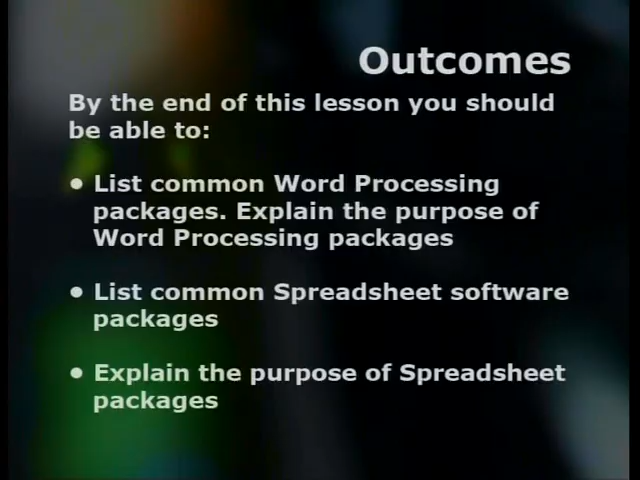 Outcomes
By the end of this lesson you should
be able to:
• List common Word Processing
packages. Explain the purpose of
Word Processing packages
• List common Spreadsheet software
packages
• Explain the purpose of Spreadsheet
packages